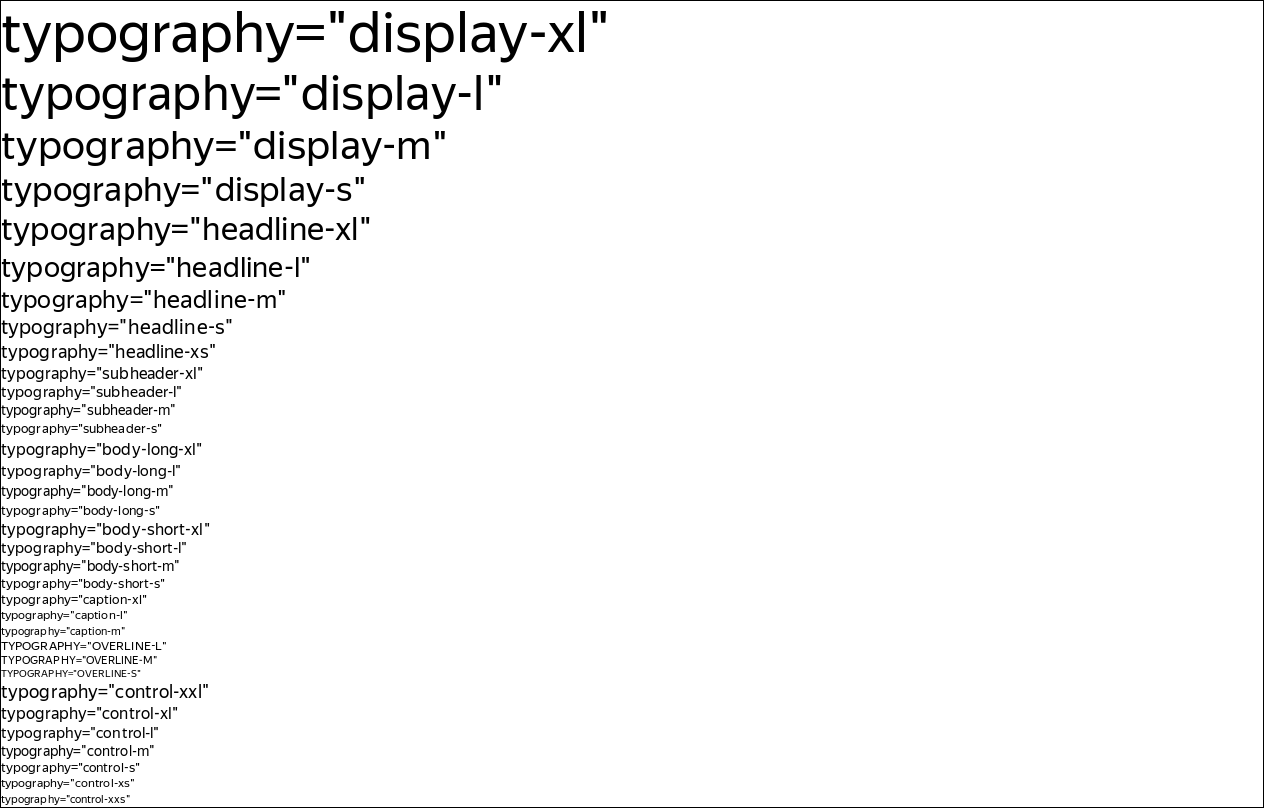 typography="display-xl"
typography="display-l"
typography="display-m"
typography="display-s"
typography="headline-xl"
typography="headline-l"
typography="headline-m"
typography="headline-s"
typography="headline-xs"
typography="subheader-xl"
typography="subheader-l"
typography="subheader-m"
typography="subheader-s"
typography="body-long-xl"
typography="body-long-l"
typography="body-long-m"
typography="body-long-s"
typography="body-short-xl"
typography="body-short-l"
typography="body-short-m"
typography="body-short-s"
typography="caption-xl"
typography="caption-l"
typography="caption-m"
TYPOGRAPHY="OVERLINE-L"
TYPOGRAPHY="OVERLINE-M"
TYPOGRAPHY="OVERLINE-S"
typography="control-xxl"
typography="control-xl"
typography="control-l"
typography="control-m"
typography="control-s"
typography="control-xs"
typography="control-xxs"